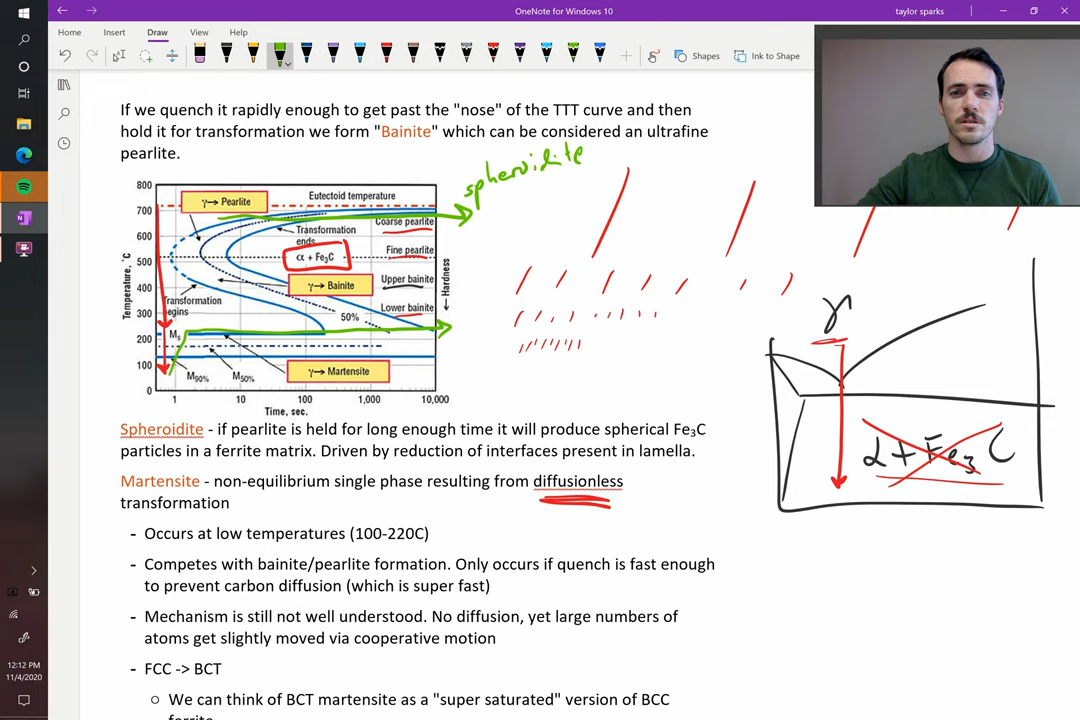 OneNote for Windows 10
taylor sparks
Home
Insert
Draw
View
Help
Shapes
Ink to Shape
If we quench it rapidly enough to get past the "nose" of the TTT curve and then
hold it for transformation we form "Bainite" which can be considered an ultrafine
pearlite.
spheroidite
800
700
600
500
400
300
200
100
0
Temperature, °C
γ→ Pearlite
Eutectoid temperature
Coarse pearlite
Transformation
ends
Fine pearlite
α + Fe₃C
Upper bainite
γ→ Bainite
Transformation
begins
Lower bainite
50%
←Hardness
Ms
γ→ Martensite
M90%
M50%
1
10
100
1,000
10,000
Time, sec.
γ
α+Fe₃C
Spheroidite - if pearlite is held for long enough time it will produce spherical Fe₃C
particles in a ferrite matrix. Driven by reduction of interfaces present in lamella.
Martensite - non-equilibrium single phase resulting from diffusionless
transformation
- Occurs at low temperatures (100-220C)
- Competes with bainite/pearlite formation. Only occurs if quench is fast enough
to prevent carbon diffusion (which is super fast)
- Mechanism is still not well understood. No diffusion, yet large numbers of
atoms get slightly moved via cooperative motion
- FCC -> BCT
o We can think of BCT martensite as a "super saturated" version of BCC
ferrite
12:12 PM
11/4/2020